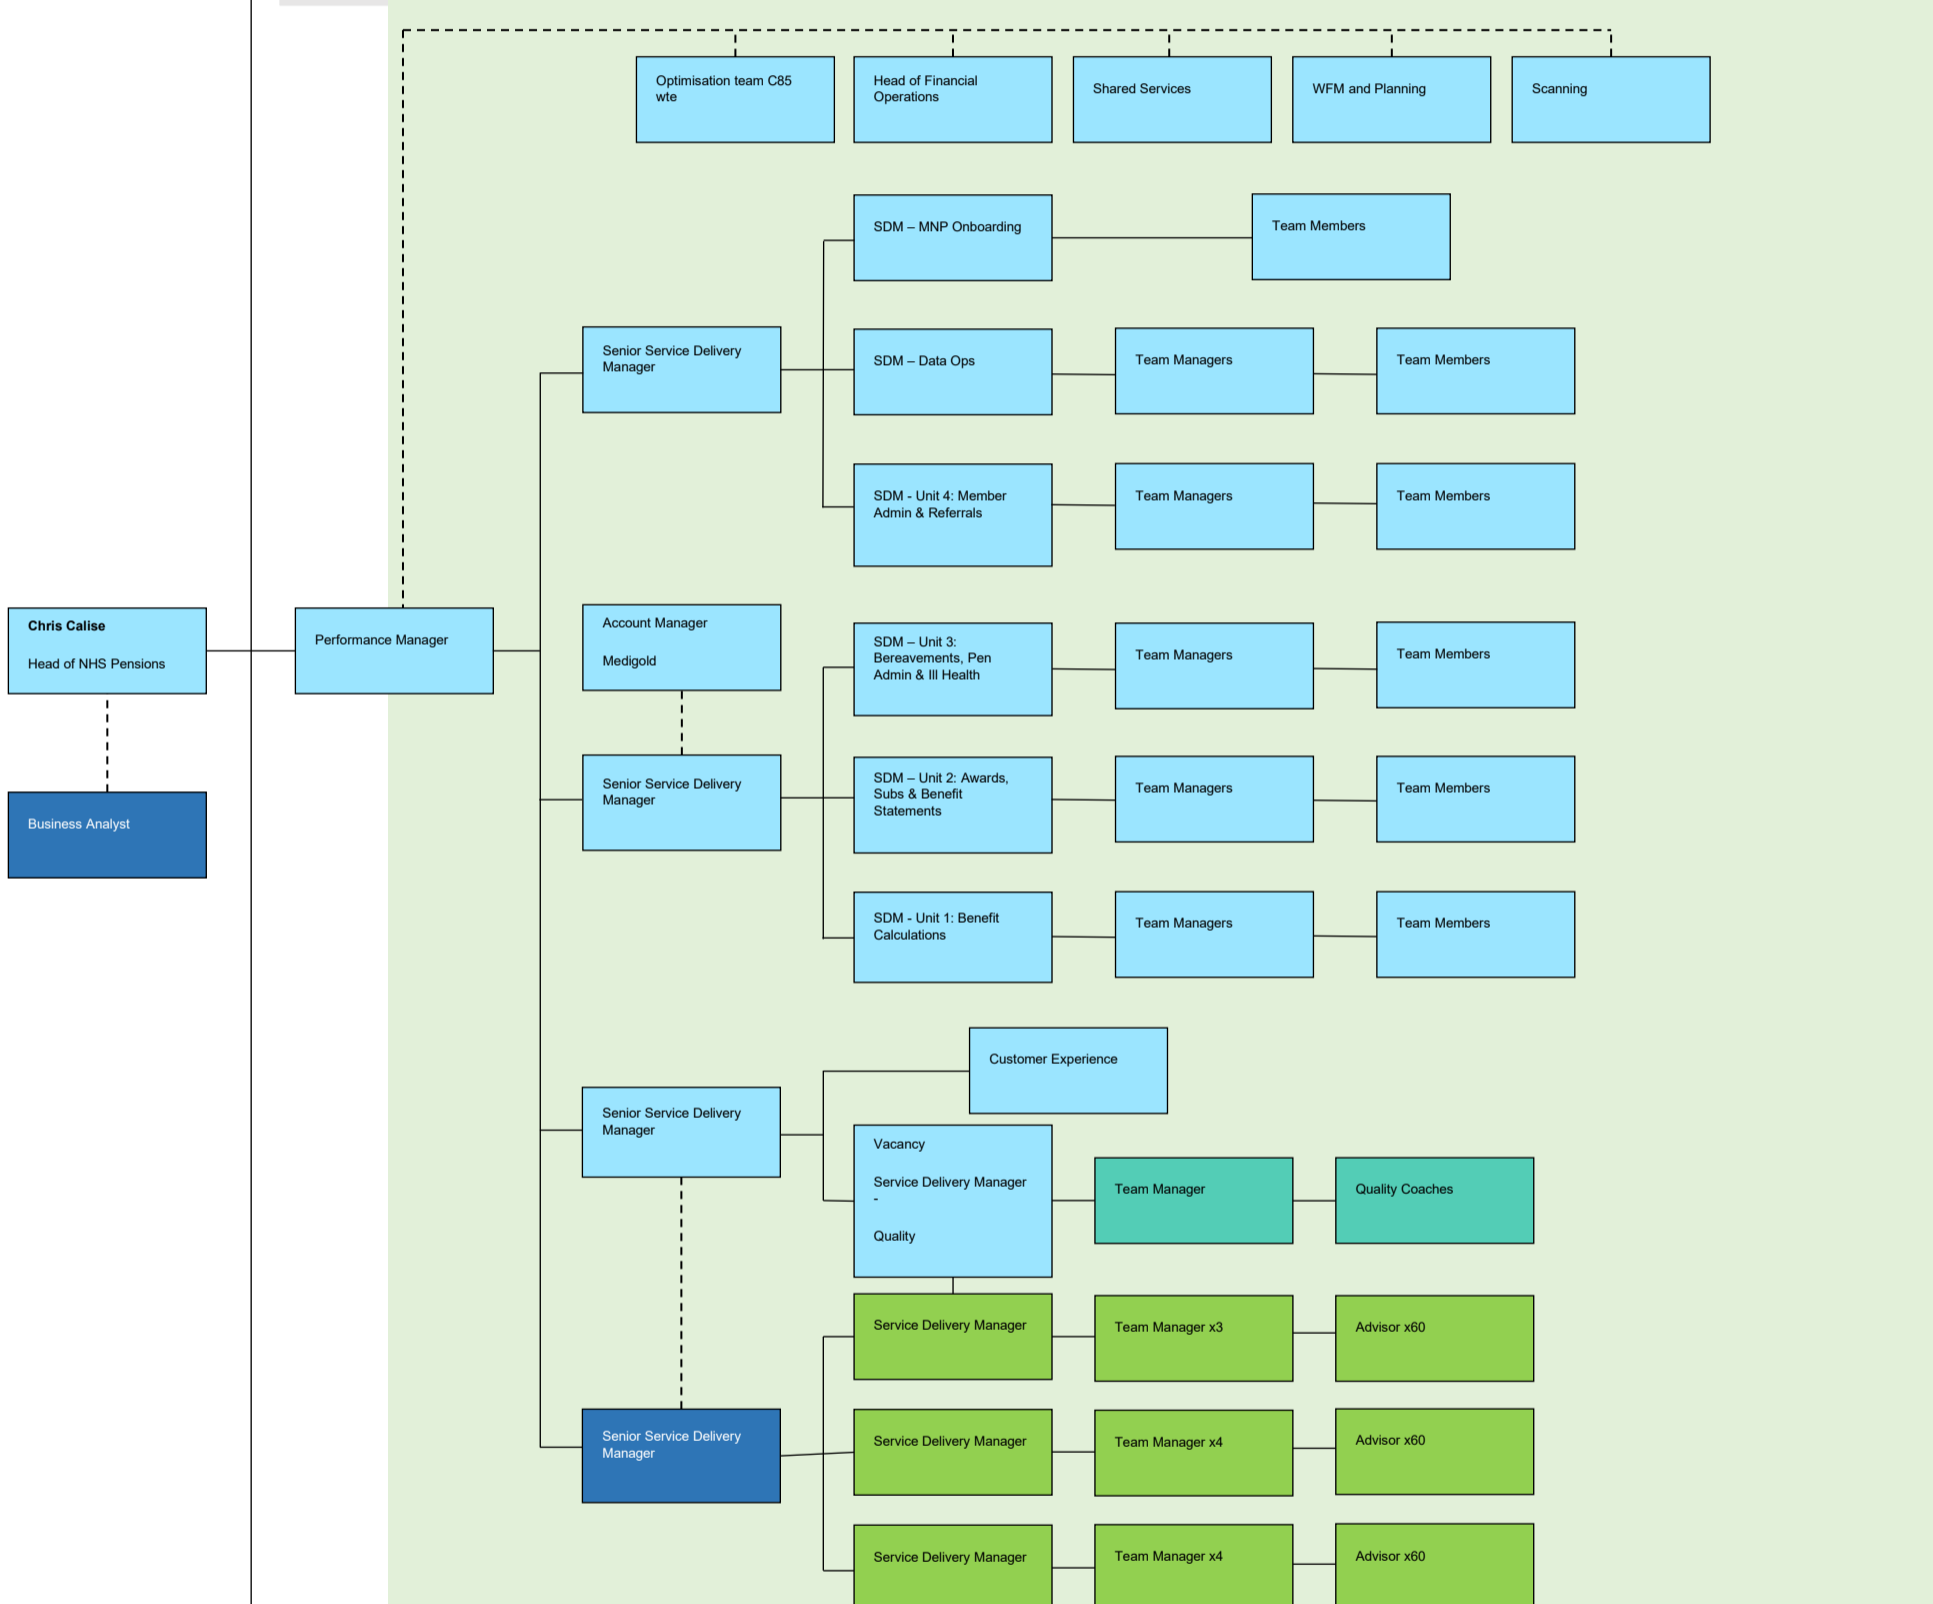 Optimisation team C85
wte
Head of Financial
Operations
Shared Services
WFM and Planning
Scanning
SDM – MNP Onboarding
Team Members
Senior Service Delivery
Manager
SDM – Data Ops
Team Managers
Team Members
SDM - Unit 4: Member
Admin & Referrals
Team Managers
Team Members
Chris Calise
Head of NHS Pensions
Performance Manager
Account Manager
Medigold
SDM – Unit 3:
Bereavements, Pen
Admin & Ill Health
Team Managers
Team Members
Business Analyst
Senior Service Delivery
Manager
SDM – Unit 2: Awards,
Subs & Benefit
Statements
Team Managers
Team Members
SDM - Unit 1: Benefit
Calculations
Team Managers
Team Members
Customer Experience
Senior Service Delivery
Manager
Vacancy
Service Delivery Manager
-
Quality
Team Manager
Quality Coaches
Service Delivery Manager
Team Manager x3
Advisor x60
Senior Service Delivery
Manager
Service Delivery Manager
Team Manager x4
Advisor x60
Service Delivery Manager
Team Manager x4
Advisor x60